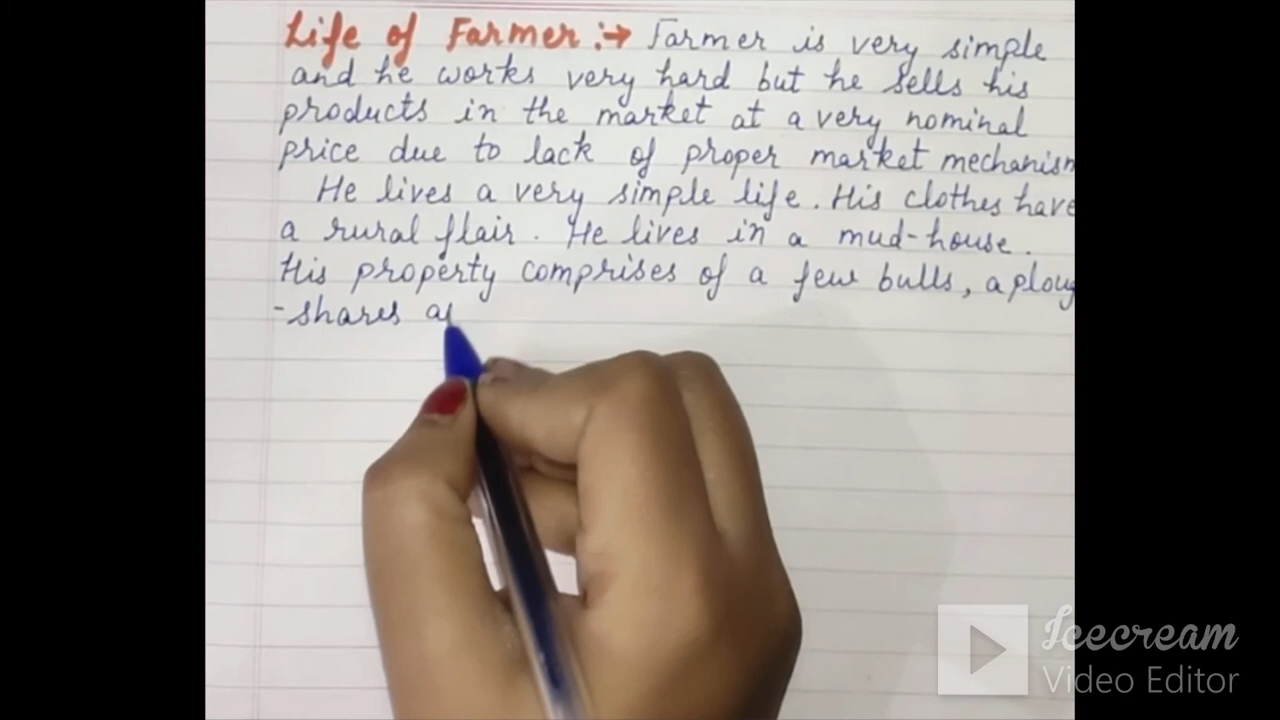 Life of Farmer :→ Farmer is very simple
and he works very hard but he sells his
products in the market at a very nominal
price due to lack of proper market mechanism
He lives a very simple life. His clothes have
a rural flair. He lives in a mud-house.
His property comprises of a few bulls, a ploug
-shares a
Icecream
Video Editor